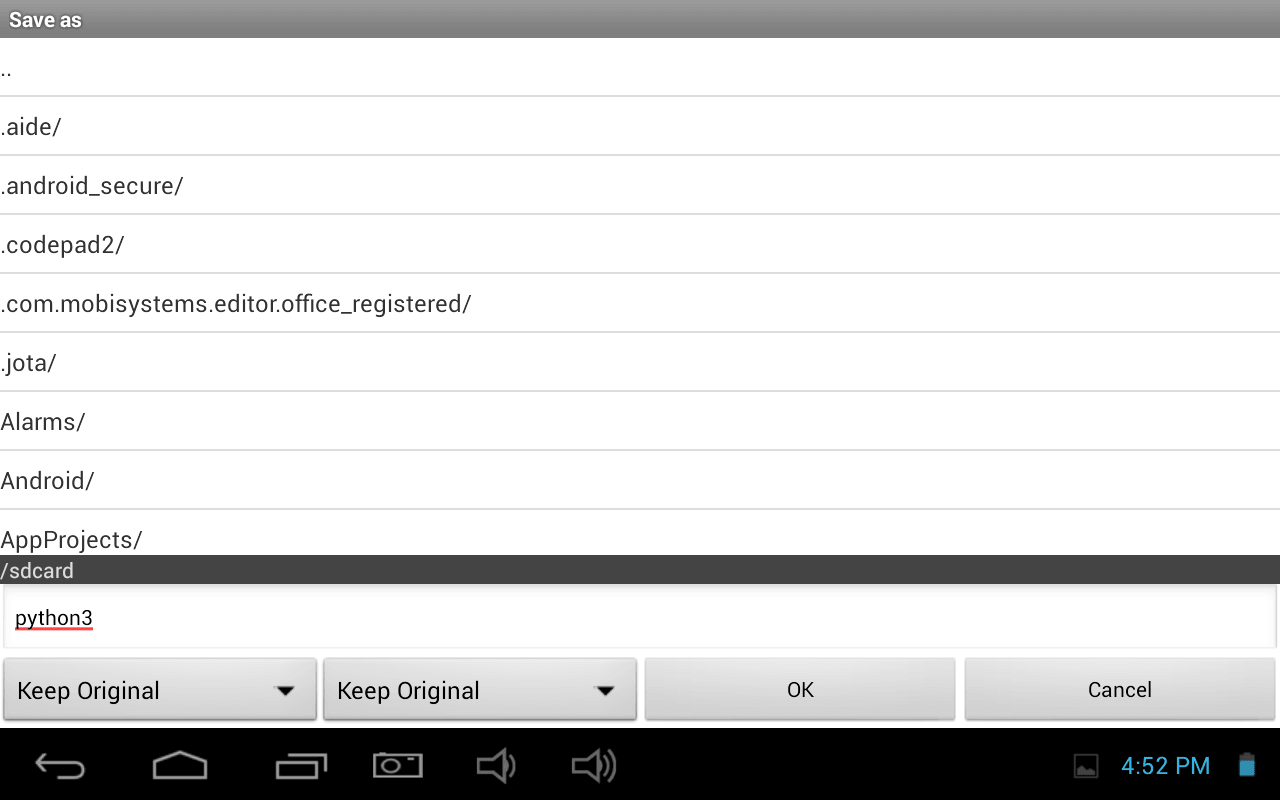 Save as
..
.aide/
.android_secure/
.codepad2/
.com.mobisystems.editor.office_registered/
.jota/
Alarms/
Android/
AppProjects/
/sdcard
python3
Keep Original
Keep Original
OK
Cancel
4:52 PM